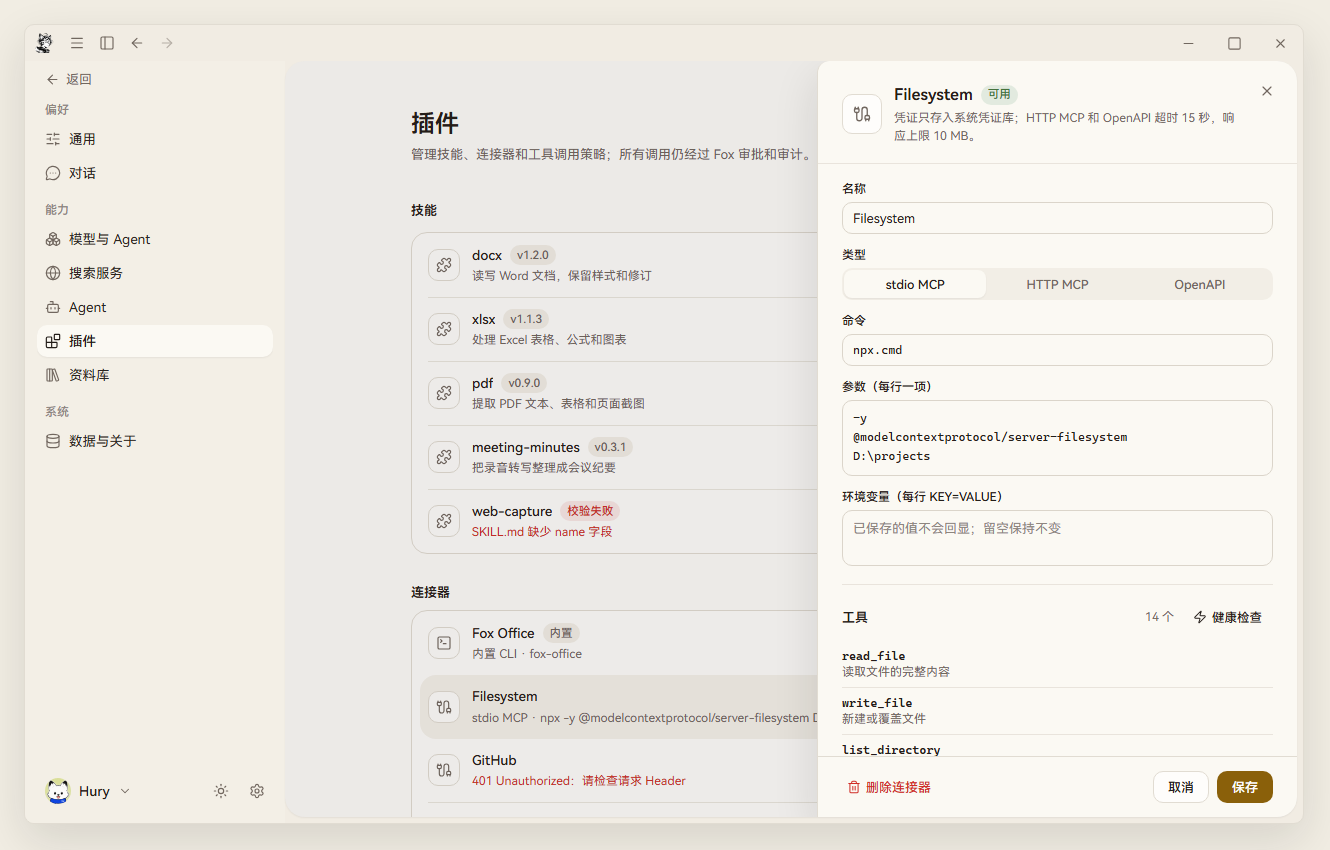 返回
偏好
通用
对话
能力
模型与 Agent
搜索服务
Agent
插件
资料库
系统
数据与关于
Hury
插件
管理技能、连接器和工具调用策略；所有调用仍经过 Fox 审批和审计。
技能
docx v1.2.0
读写 Word 文档，保留样式和修订
xlsx v1.1.3
处理 Excel 表格、公式和图表
pdf v0.9.0
提取 PDF 文本、表格和页面截图
meeting-minutes v0.3.1
把录音转写整理成会议纪要
web-capture 校验失败
SKILL.md 缺少 name 字段
连接器
Fox Office 内置
内置 CLI · fox-office
Filesystem
stdio MCP · npx -y @modelcontextprotocol/server-filesystem D
GitHub
401 Unauthorized：请检查请求 Header
Filesystem 可用
凭证只存入系统凭证库；HTTP MCP 和 OpenAPI 超时 15 秒，响
应上限 10 MB。
名称
Filesystem
类型
stdio MCP HTTP MCP OpenAPI
命令
npx.cmd
参数（每行一项）
-y
@modelcontextprotocol/server-filesystem
D:\projects
环境变量（每行 KEY=VALUE）
已保存的值不会回显；留空保持不变
工具 14 个 健康检查
read_file
读取文件的完整内容
write_file
新建或覆盖文件
list_directory
删除连接器 取消 保存